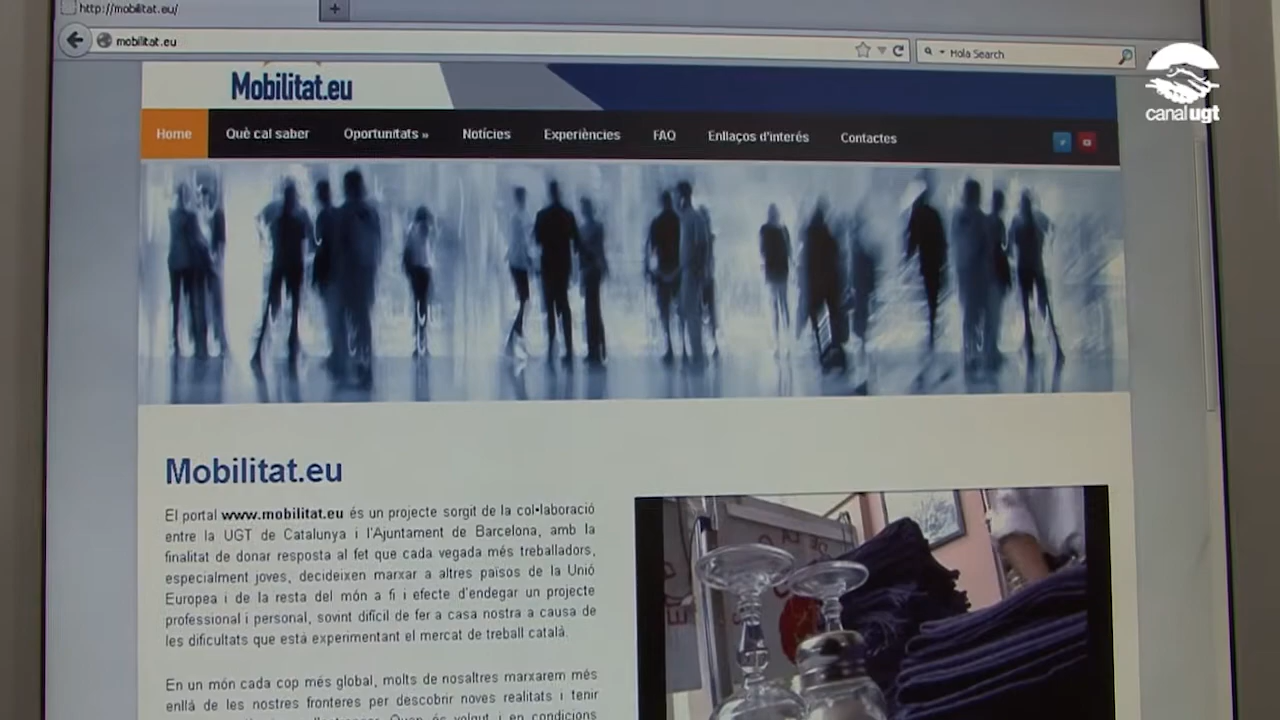 http://mobilitat.eu/
mobilitat.eu
Hola Search
canalugt
Mobilitat.eu
Home Què cal saber Oportunitats » Notícies Experiències FAQ Enllaços d'interés Contactes
Mobilitat.eu
El portal www.mobilitat.eu és un projecte sorgit de la col•laboració
entre la UGT de Catalunya i l'Ajuntament de Barcelona, amb la
finalitat de donar resposta al fet que cada vegada més treballadors,
especialment joves, decideixen marxar a altres països de la Unió
Europea i de la resta del món a fi i efecte d'endegar un projecte
professional i personal, sovint difícil de fer a casa nostra a causa de
les dificultats que està experimentant el mercat de treball català.
En un món cada cop més global, molts de nosaltres marxarem més
enllà de les nostres fronteres per descobrir noves realitats i tenir